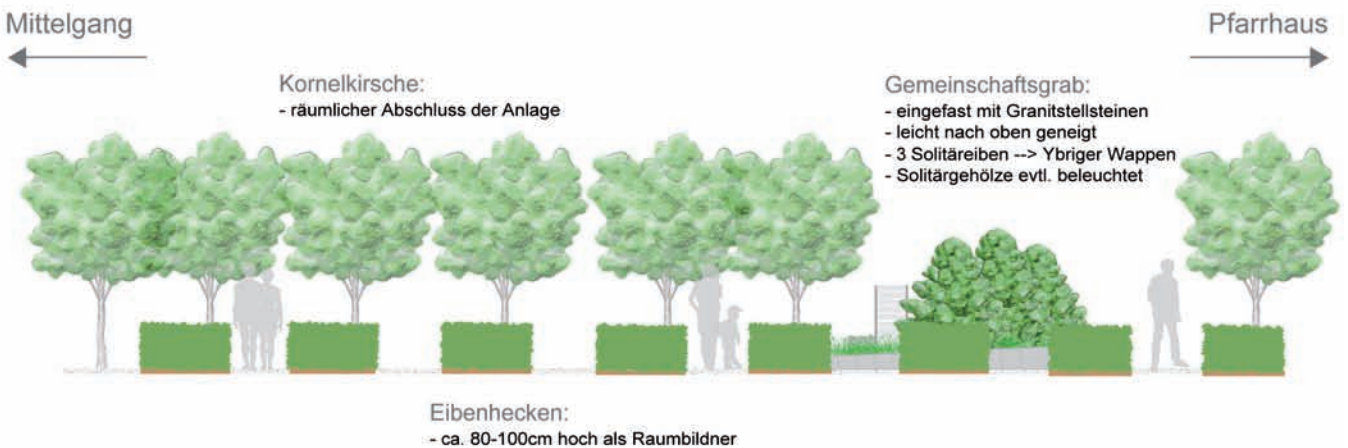 Mittelgang
Pfarrhaus
Kornelkirsche:
- räumlicher Abschluss der Anlage
Gemeinschaftsgrab:
- eingefast mit Granitstellsteinen
- leicht nach oben geneigt
- 3 Solitäreiben --> Ybriger Wappen
- Solitärgehölze evtl. beleuchtet
Eibenhecken:
- ca. 80-100cm hoch als Raumbildner